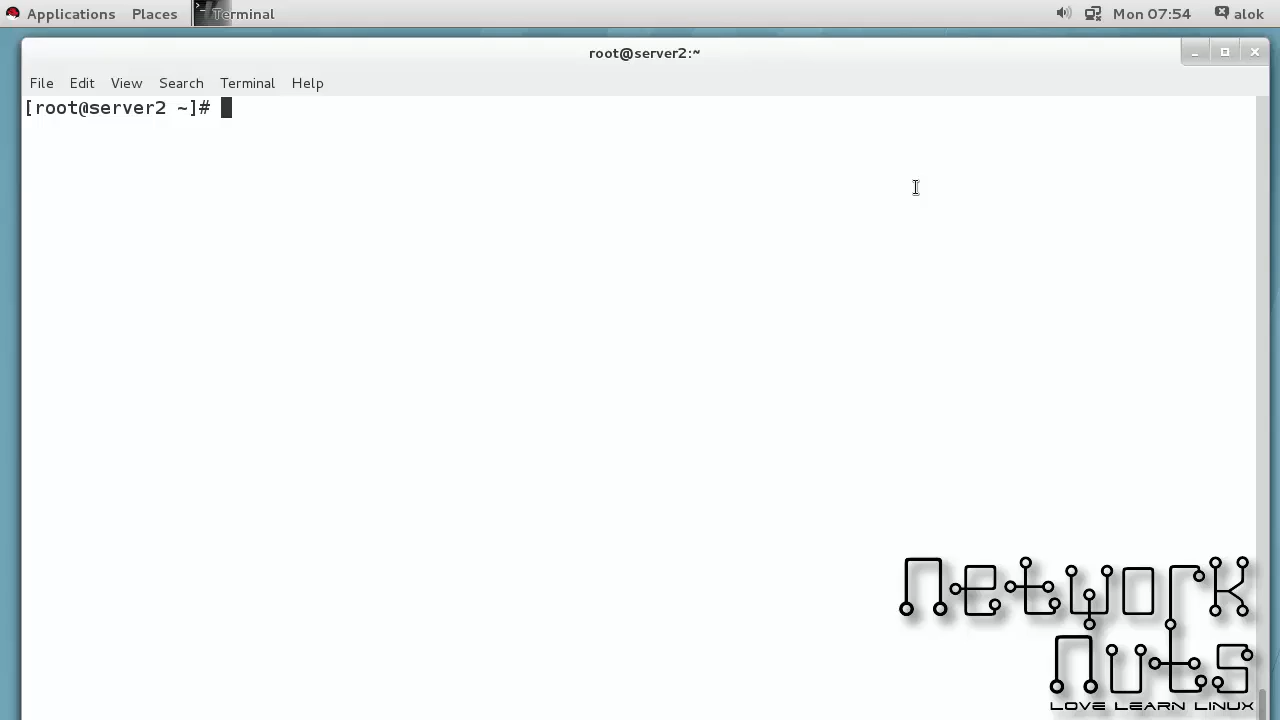 Applications Places Terminal Mon 07:54 alok
root@server2:~
File Edit View Search Terminal Help
[root@server2 ~]#
Network
Nuts
LOVE LEARN LINUX